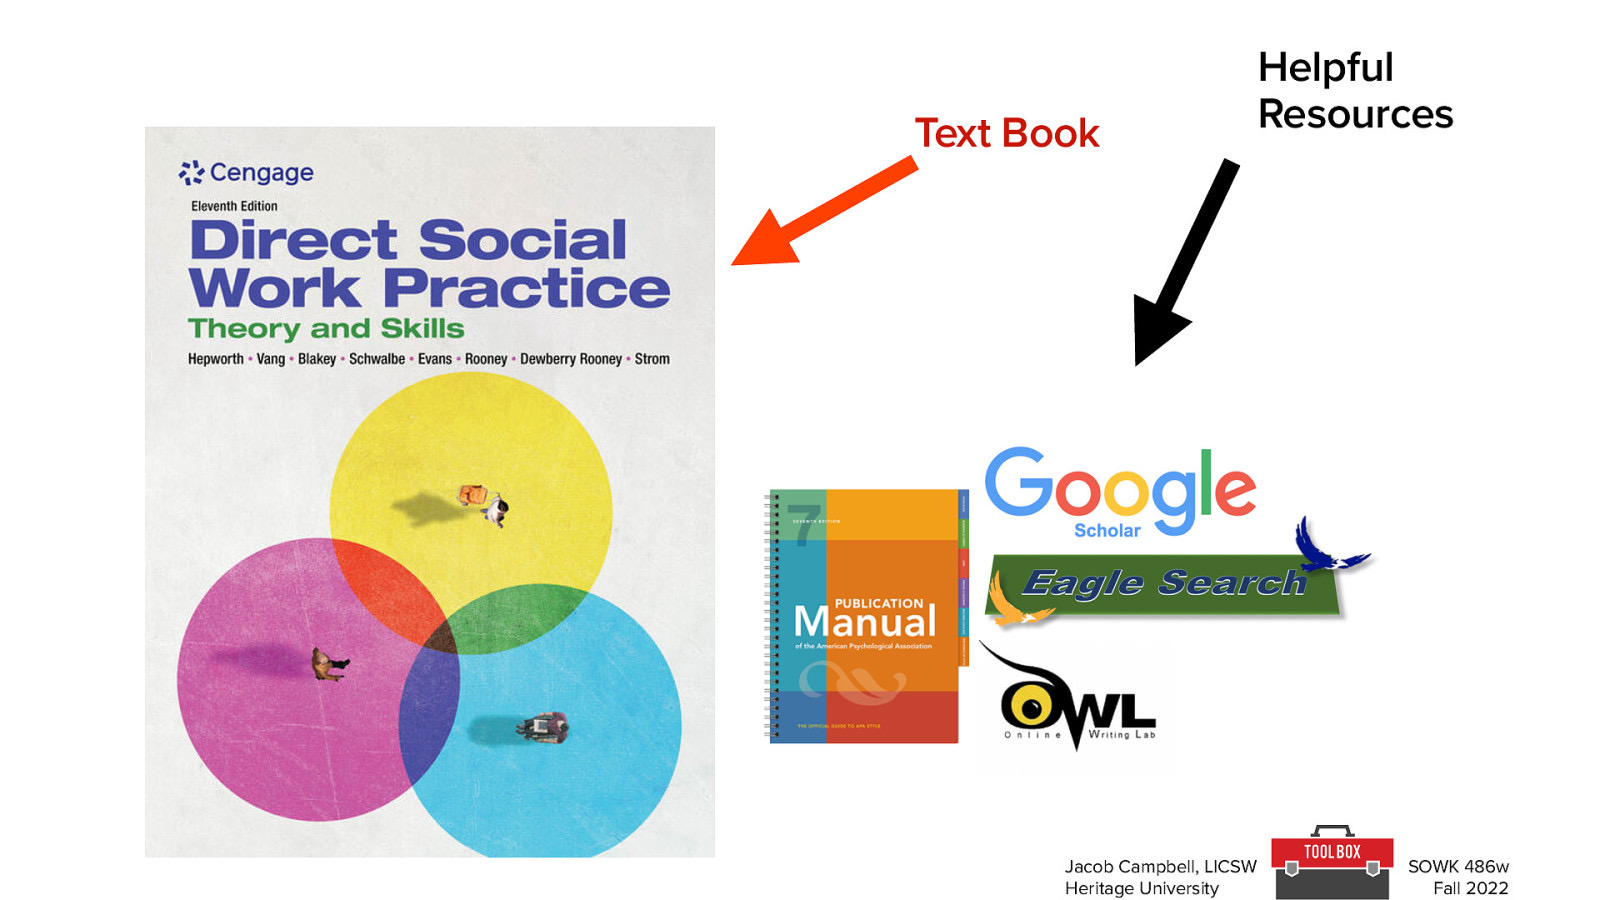 Helpful
Resources
Text Book
Cengage
Eleventh Edition
Direct Social
Work Practice
Theory and Skills
Hepworth • Vang • Blakey • Schwalbe • Evans • Rooney • Dewberry Rooney • Strom
7
SEVENTH EDITION
PUBLICATION
Manual
of the American Psychological Association
THE OFFICIAL GUIDE TO APA STYLE
Google
Scholar
Eagle Search
OWL
Online Writing Lab
Jacob Campbell, LICSW
Heritage University
TOOL BOX
SOWK 486w
Fall 2022